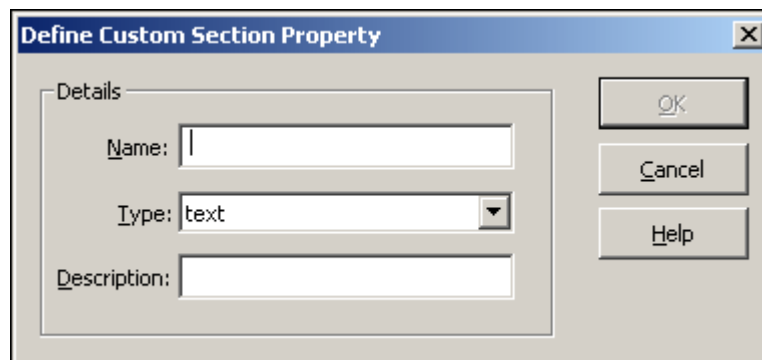 Define Custom Section Property
Details
Name:
Type: text
Description:
OK
Cancel
Help